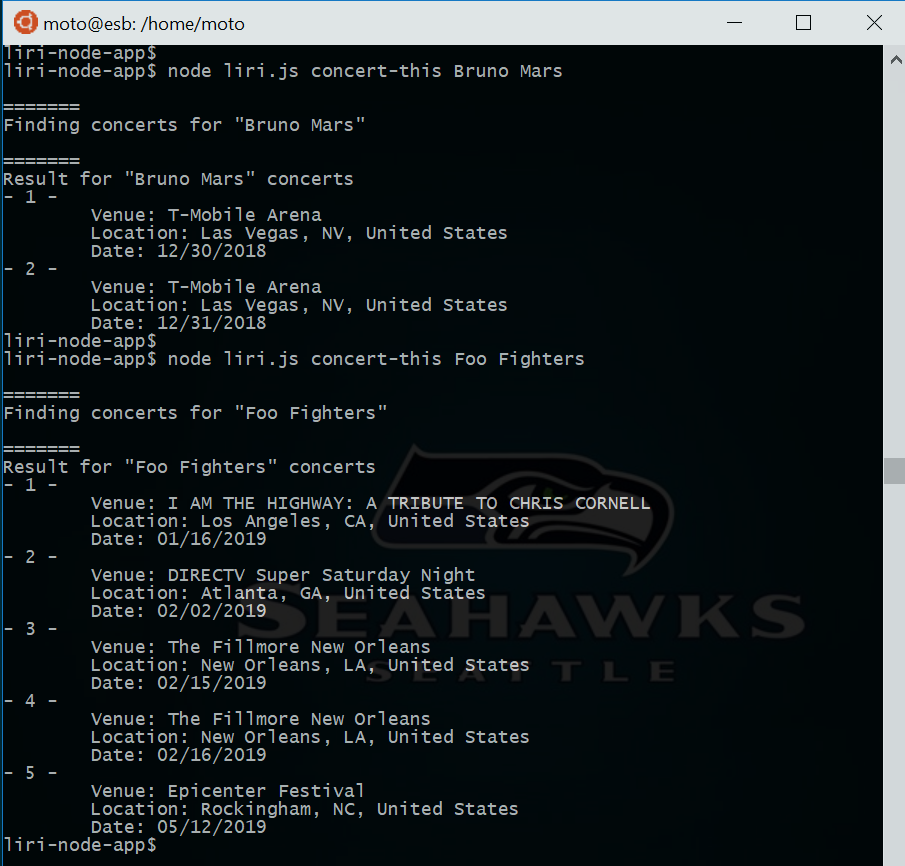 moto@esb: /home/moto
liri-node-app$
liri-node-app$ node liri.js concert-this Bruno Mars
=======
Finding concerts for "Bruno Mars"
=======
Result for "Bruno Mars" concerts
- 1 -
Venue: T-Mobile Arena
Location: Las Vegas, NV, United States
Date: 12/30/2018
- 2 -
Venue: T-Mobile Arena
Location: Las Vegas, NV, United States
Date: 12/31/2018
liri-node-app$
liri-node-app$ node liri.js concert-this Foo Fighters
=======
Finding concerts for "Foo Fighters"
=======
Result for "Foo Fighters" concerts
- 1 -
Venue: I AM THE HIGHWAY: A TRIBUTE TO CHRIS CORNELL
Location: Los Angeles, CA, United States
Date: 01/16/2019
- 2 -
Venue: DIRECTV Super Saturday Night
Location: Atlanta, GA, United States
Date: 02/02/2019
- 3 -
Venue: The Fillmore New Orleans
Location: New Orleans, LA, United States
Date: 02/15/2019
- 4 -
Venue: The Fillmore New Orleans
Location: New Orleans, LA, United States
Date: 02/16/2019
- 5 -
Venue: Epicenter Festival
Location: Rockingham, NC, United States
Date: 05/12/2019
liri-node-app$
SEAHAWKS
SEATTLE